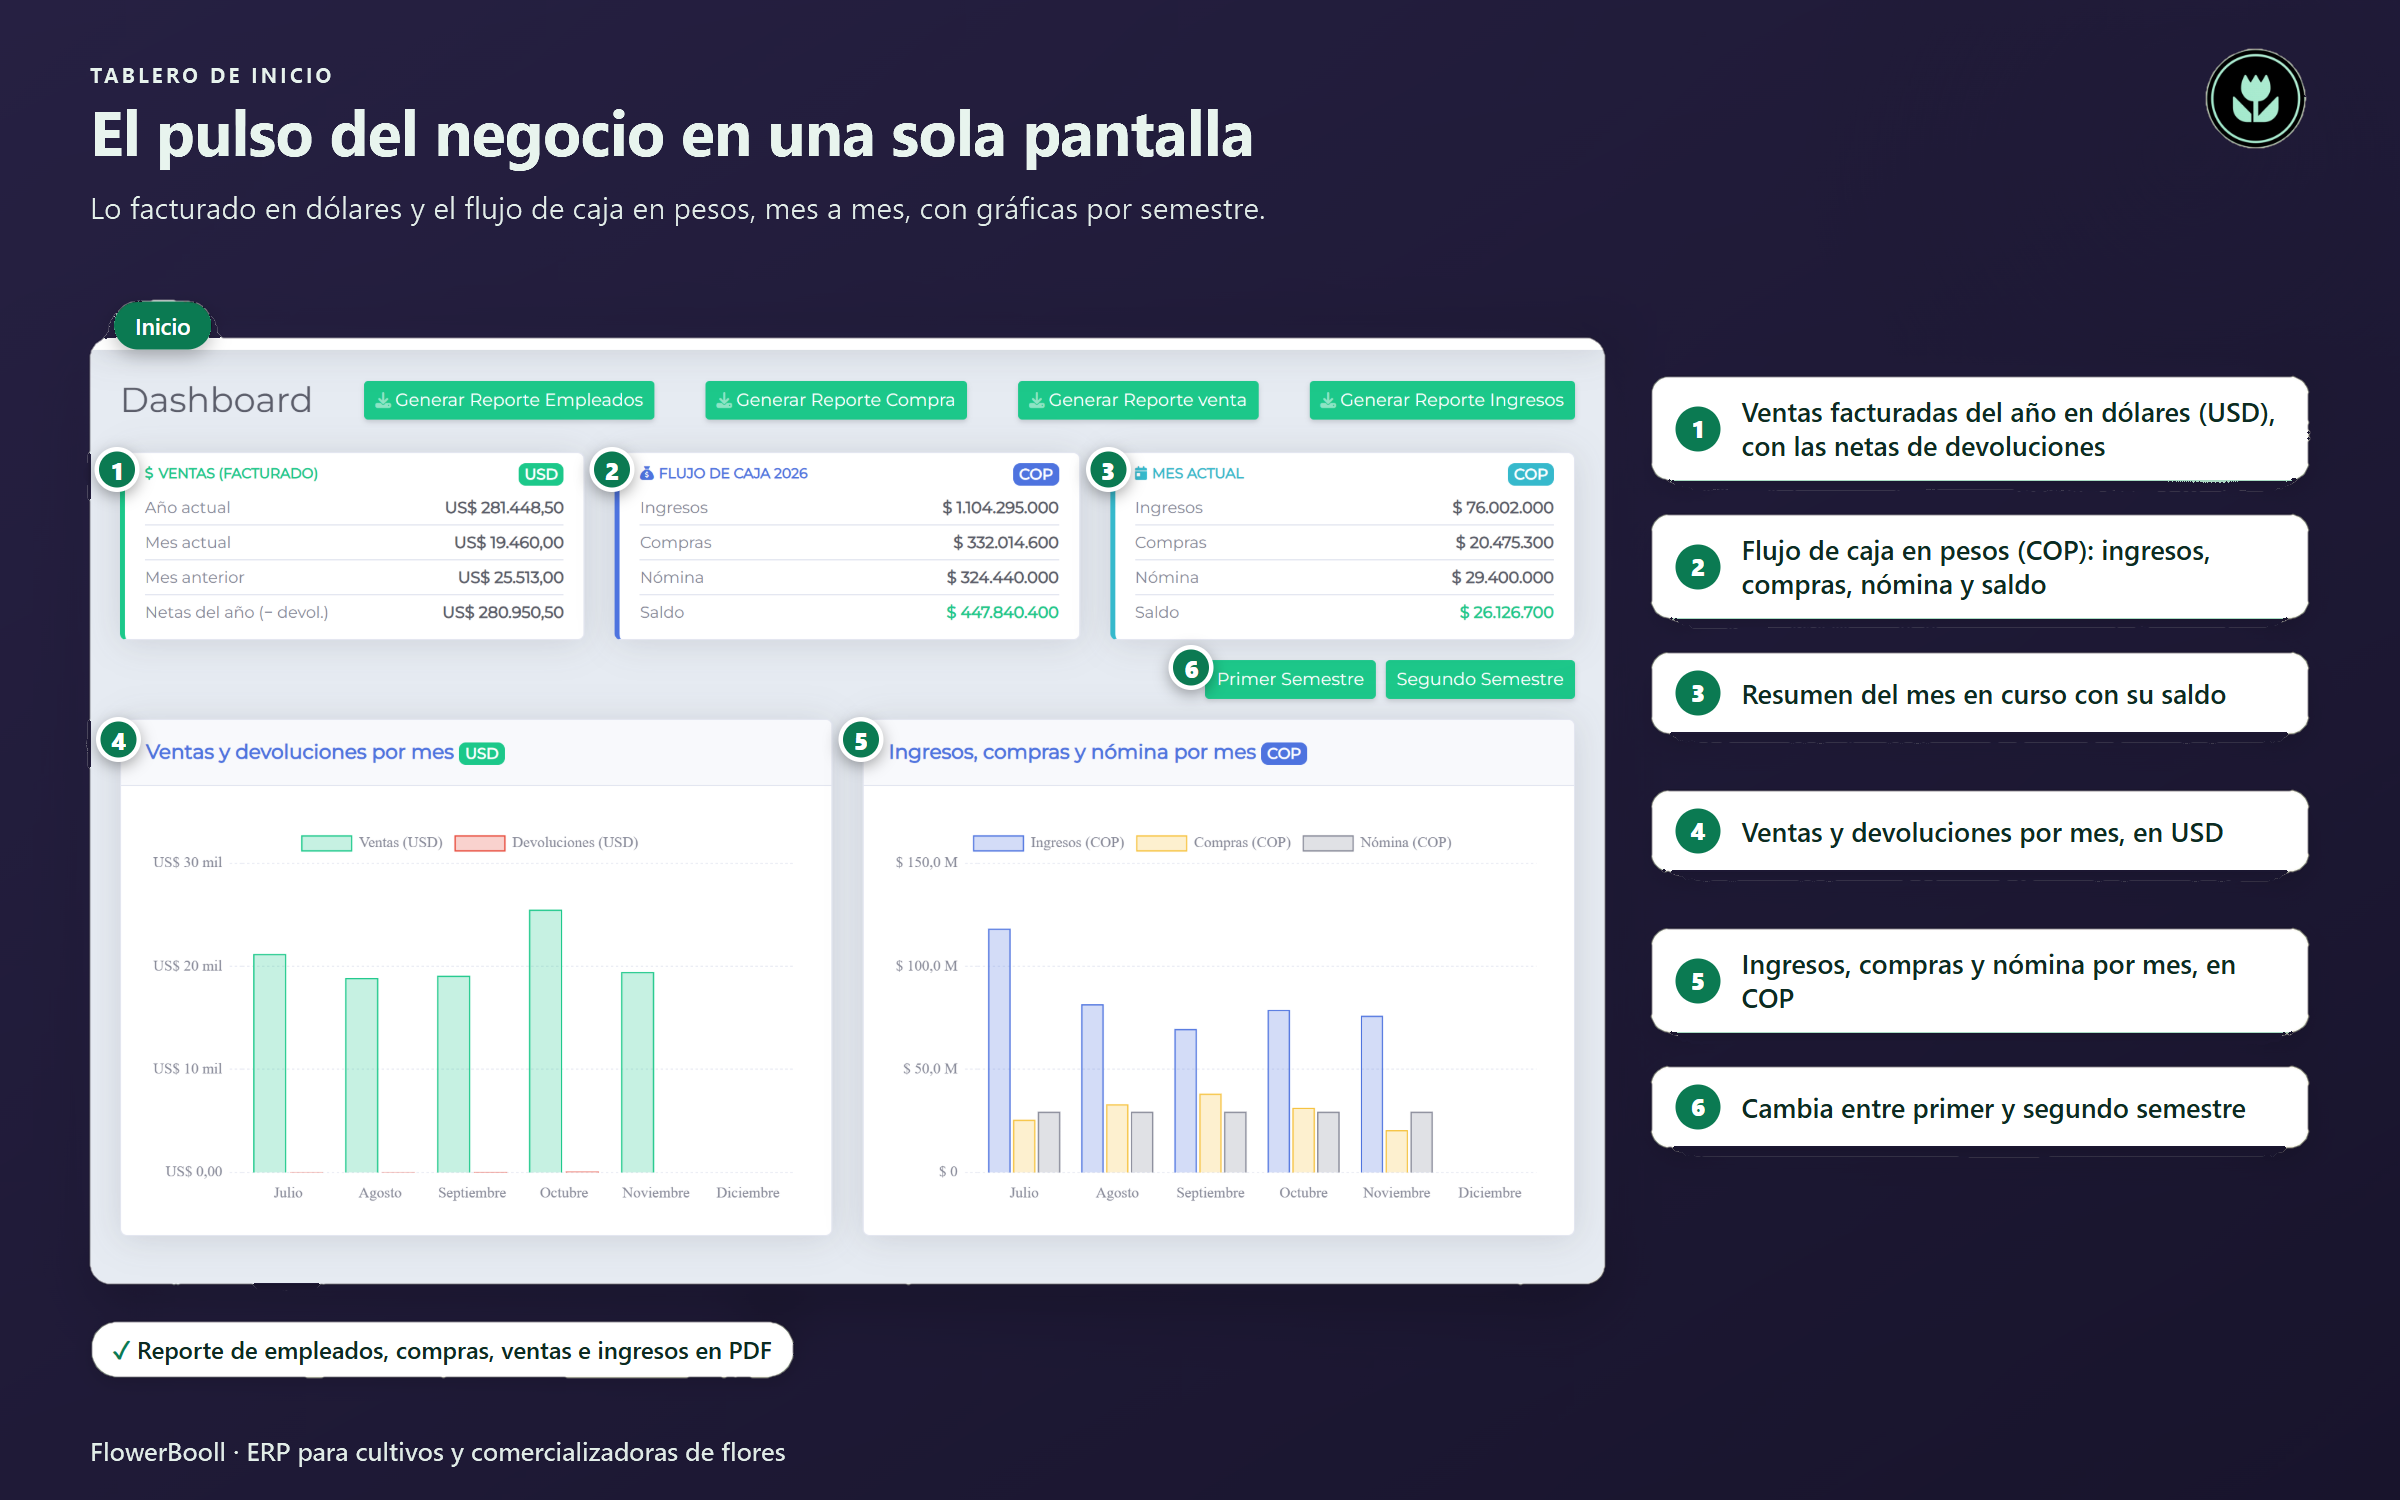 TABLERO DE INICIO
El pulso del negocio en una sola pantalla
Lo facturado en dólares y el flujo de caja en pesos, mes a mes, con gráficas por semestre.
Inicio
Dashboard
Generar Reporte Empleados
Generar Reporte Compra
Generar Reporte venta
Generar Reporte Ingresos
1
$ VENTAS (FACTURADO) USD
Año actual US$ 281.448,50
Mes actual US$ 19.460,00
Mes anterior US$ 25.513,00
Netas del año (− devol.) US$ 280.950,50
2
FLUJO DE CAJA 2026 COP
Ingresos $ 1.104.295.000
Compras $ 332.014.600
Nómina $ 324.440.000
Saldo $ 447.840.400
3
MES ACTUAL COP
Ingresos $ 76.002.000
Compras $ 20.475.300
Nómina $ 29.400.000
Saldo $ 26.126.700
6
Primer Semestre
Segundo Semestre
4
Ventas y devoluciones por mes USD
Ventas (USD) Devoluciones (USD)
US$ 30 mil
US$ 20 mil
US$ 10 mil
US$ 0,00
Julio Agosto Septiembre Octubre Noviembre Diciembre
5
Ingresos, compras y nómina por mes COP
Ingresos (COP) Compras (COP) Nómina (COP)
$ 150,0 M
$ 100,0 M
$ 50,0 M
$ 0
Julio Agosto Septiembre Octubre Noviembre Diciembre
1
Ventas facturadas del año en dólares (USD),
con las netas de devoluciones
2
Flujo de caja en pesos (COP): ingresos,
compras, nómina y saldo
3
Resumen del mes en curso con su saldo
4
Ventas y devoluciones por mes, en USD
5
Ingresos, compras y nómina por mes, en
COP
6
Cambia entre primer y segundo semestre
✓ Reporte de empleados, compras, ventas e ingresos en PDF
FlowerBooll · ERP para cultivos y comercializadoras de flores